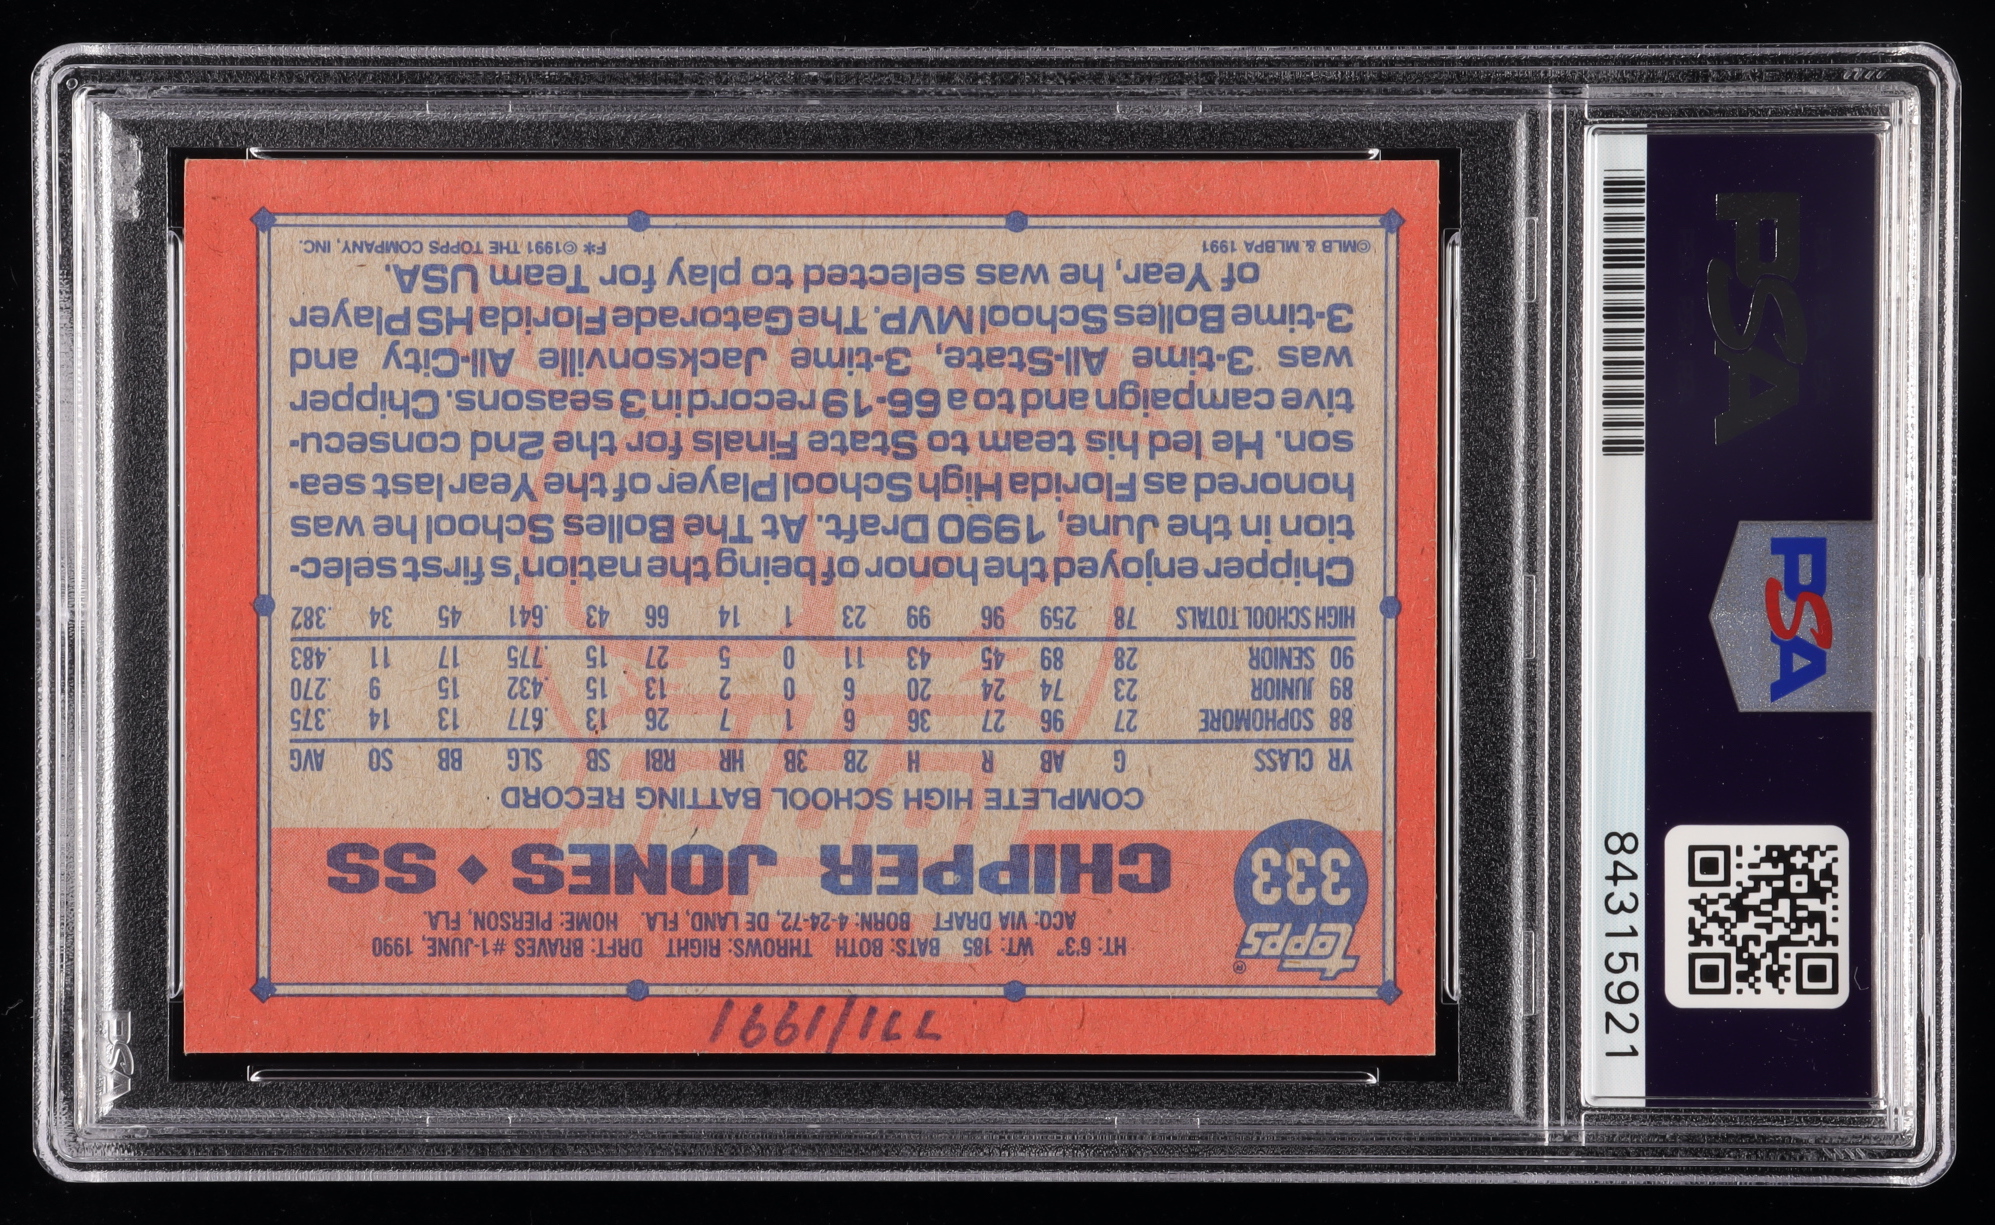 771/1991
topps®
333
HT: 6'3" WT: 185 BATS: BOTH THROWS: RIGHT DRFT: BRAVES #1-JUNE, 1990
ACQ: VIA DRAFT BORN: 4-24-72, DE LAND, FLA. HOME: PIERSON, FLA.
CHIPPER JONES ♦ SS
COMPLETE HIGH SCHOOL BATTING RECORD
YR CLASS G AB R H 2B 3B HR RBI SB SLG BB SO AVG
88 SOPHOMORE 27 96 27 36 6 1 7 26 13 .677 13 14 .375
89 JUNIOR 23 74 24 20 6 0 2 13 15 .432 15 9 .270
90 SENIOR 28 89 45 43 11 0 5 27 15 .775 17 11 .483
HIGH SCHOOL TOTALS 78 259 96 99 23 1 14 66 43 .641 45 34 .382
Chipper enjoyed the honor of being the nation's first selec-
tion in the June, 1990 Draft. At The Bolles School he was
honored as Florida High School Player of the Year last sea-
son. He led his team to State Finals for the 2nd consecu-
tive campaign and to a 66-19 record in 3 seasons. Chipper
was 3-time All-State, 3-time Jacksonville All-City and
3-time Bolles School MVP. The Gatorade Florida HS Player
of Year, he was selected to play for Team USA.
©MLB & MLBPA 1991 F* ©1991 THE TOPPS COMPANY, INC.
PSA
PSA
84315921
PSA